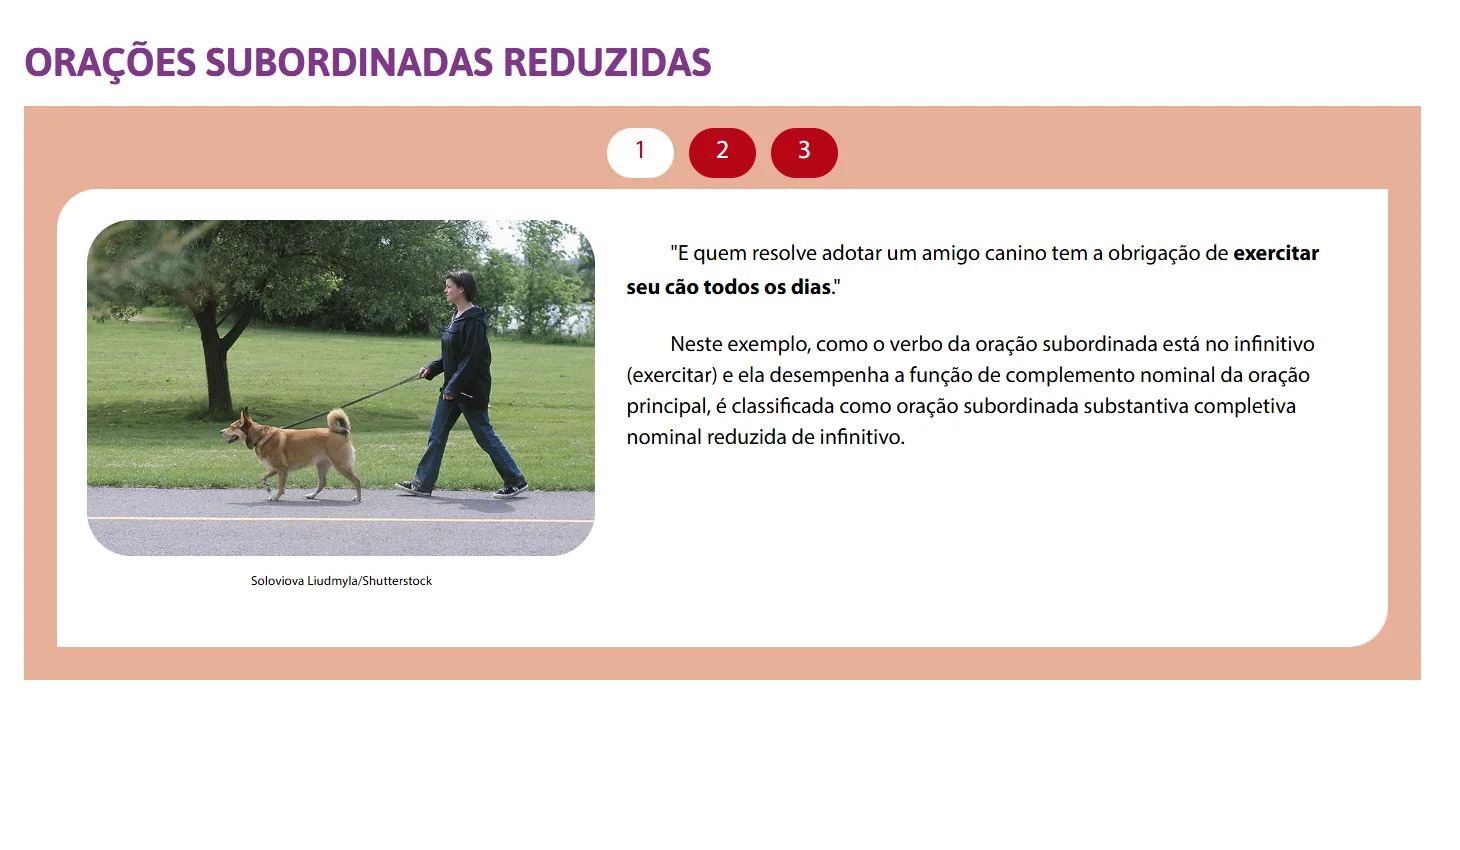 ORAÇÕES SUBORDINADAS REDUZIDAS
1 2 3
"E quem resolve adotar um amigo canino tem a obrigação de exercitar
seu cão todos os dias."
Neste exemplo, como o verbo da oração subordinada está no infinitivo
(exercitar) e ela desempenha a função de complemento nominal da oração
principal, é classificada como oração subordinada substantiva completiva
nominal reduzida de infinitivo.
Soloviova Liudmyla/Shutterstock